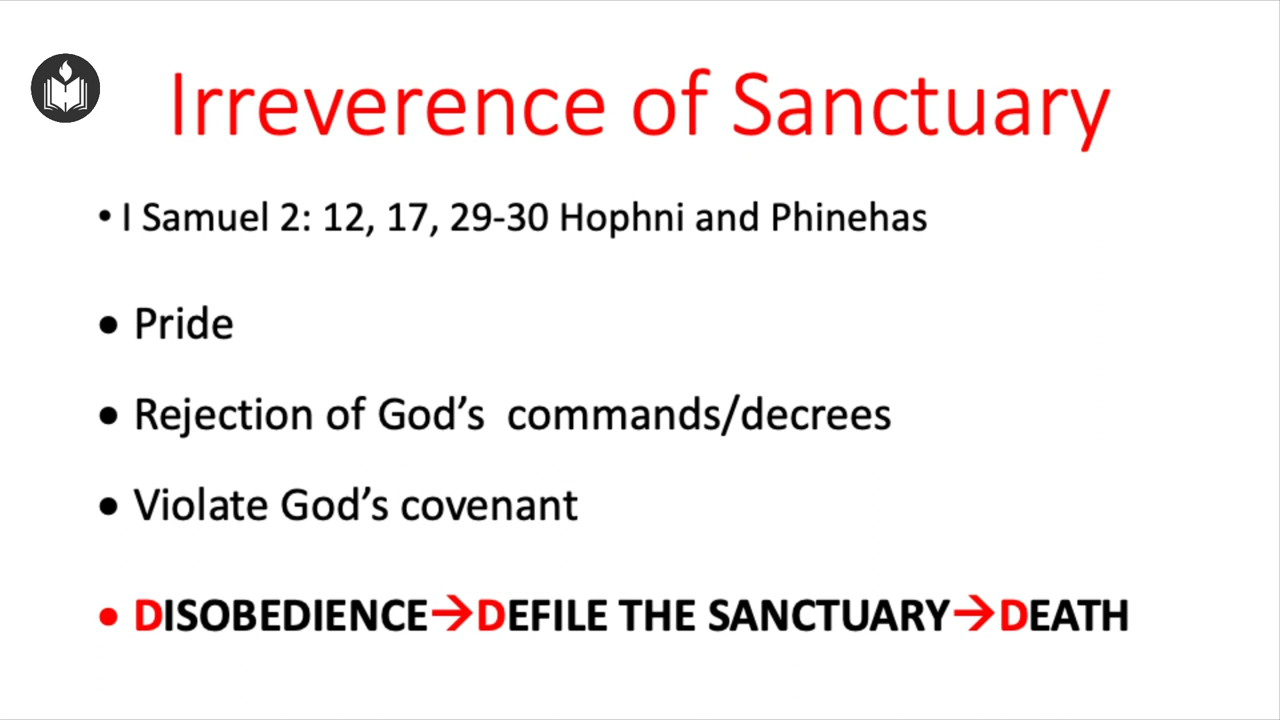 Irreverence of Sanctuary
• I Samuel 2: 12, 17, 29-30 Hophni and Phinehas
• Pride
• Rejection of God’s  commands/decrees
• Violate God’s covenant
• DISOBEDIENCE→DEFILE THE SANCTUARY→DEATH